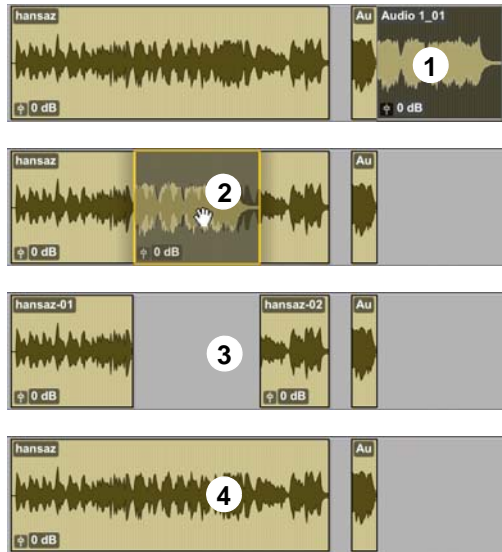 hansaz Au Audio 1_01
1
0 dB 0 dB
hansaz Au
2
0 dB 0 dB
hansaz-01 hansaz-02 Au
3
0 dB 0 dB
hansaz Au
4
0 dB